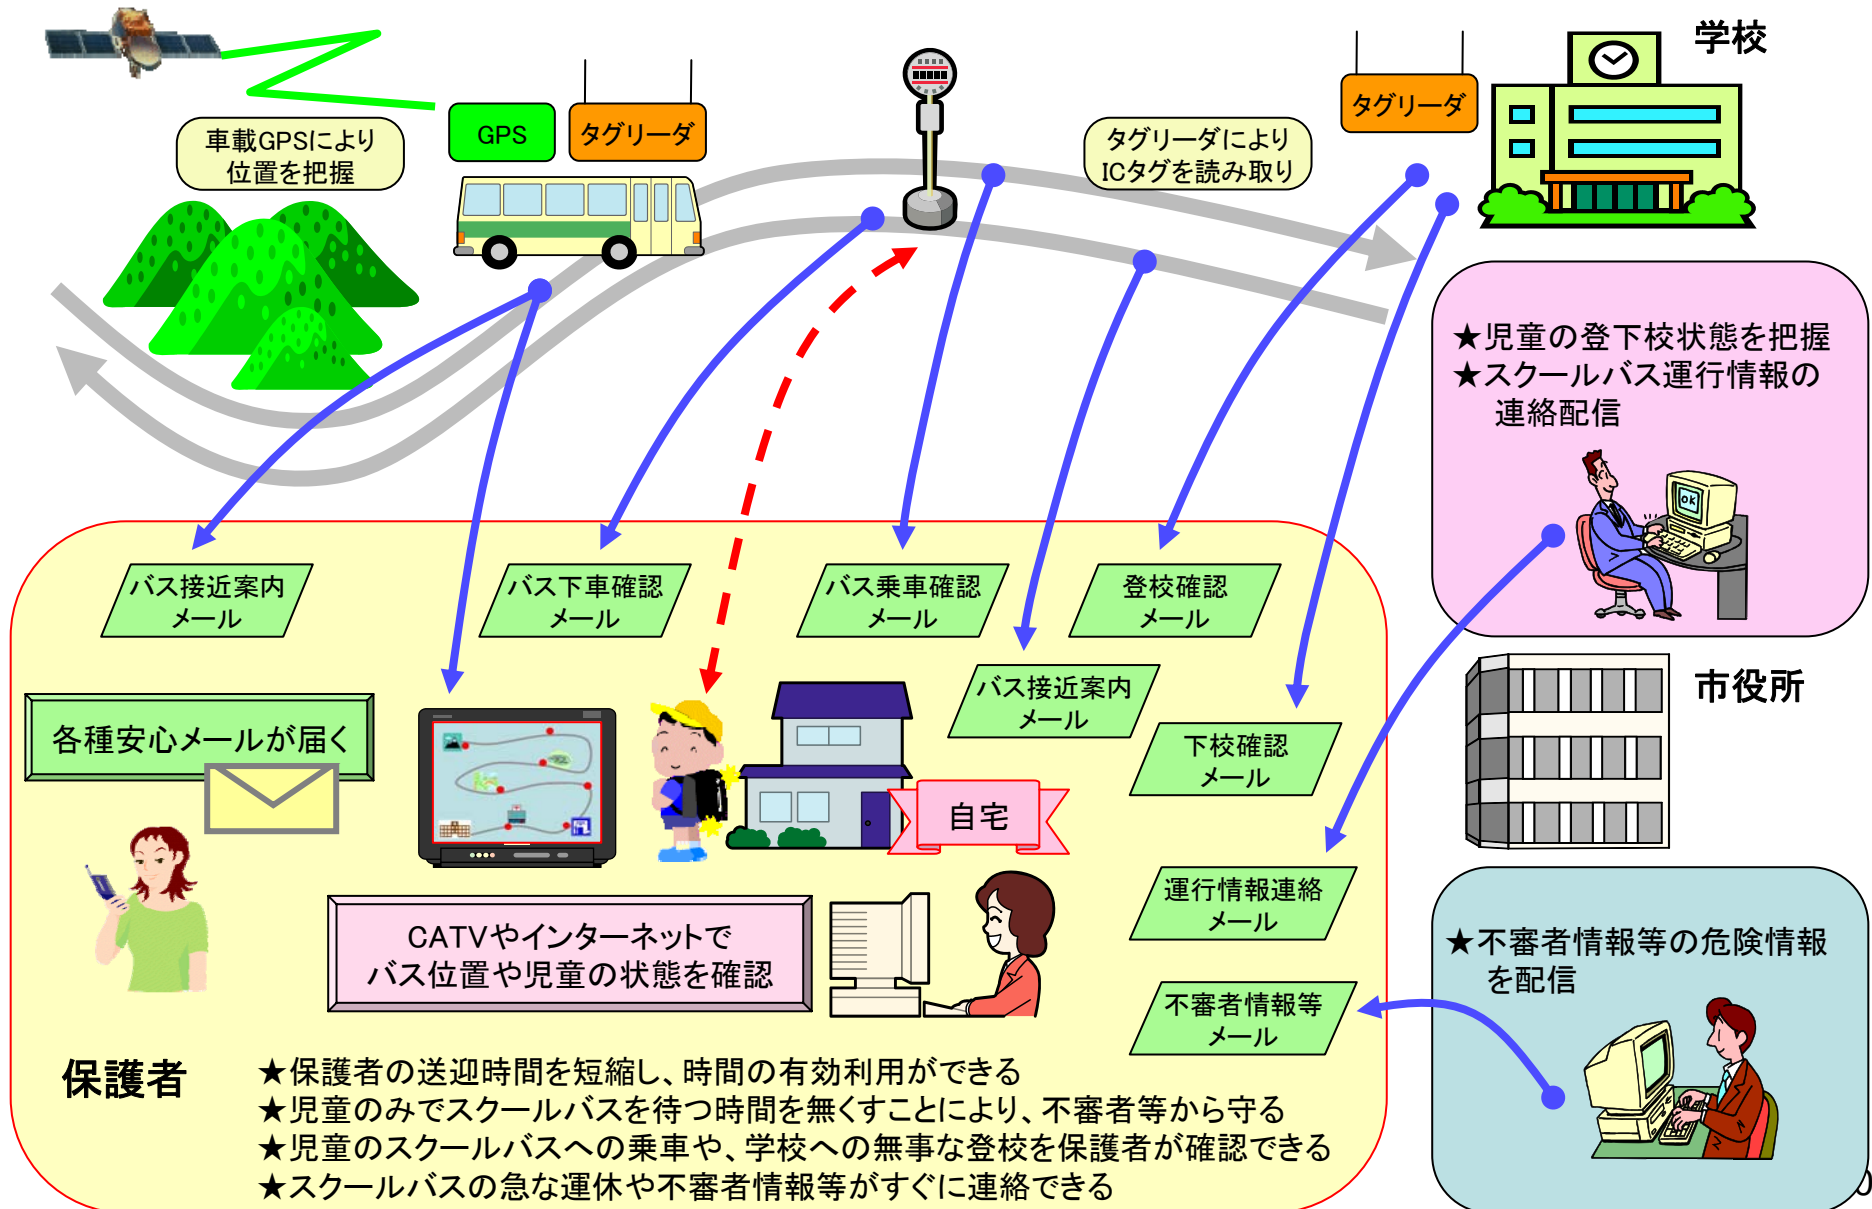 学校
車載GPSにより
位置を把握
GPS
タグリーダ
タグリーダにより
ICタグを読み取り
タグリーダ
★児童の登下校状態を把握
★スクールバス運行情報の
連絡配信
OK
バス接近案内
メール
バス下車確認
メール
バス乗車確認
メール
登校確認
メール
バス接近案内
メール
下校確認
メール
各種安心メールが届く
自宅
市役所
運行情報連絡
メール
CATVやインターネットで
バス位置や児童の状態を確認
不審者情報等
メール
★不審者情報等の危険情報
を配信
保護者
★保護者の送迎時間を短縮し、時間の有効利用ができる
★児童のみでスクールバスを待つ時間を無くすことにより、不審者等から守る
★児童のスクールバスへの乗車や、学校への無事な登校を保護者が確認できる
★スクールバスの急な運休や不審者情報等がすぐに連絡できる